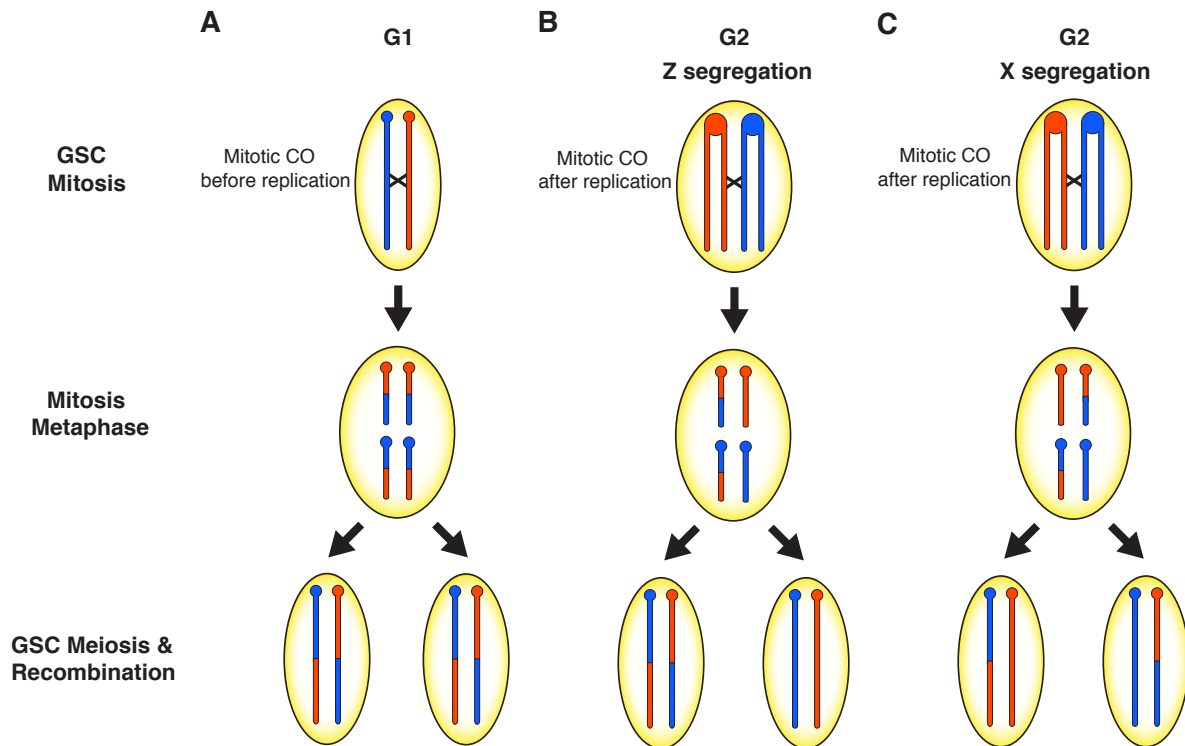 A
G1
B
G2
Z segregation
C
G2
X segregation
GSC
Mitosis
Mitotic CO
before replication
Mitotic CO
after replication
Mitotic CO
after replication
Mitosis
Metaphase
GSC Meiosis &
Recombination